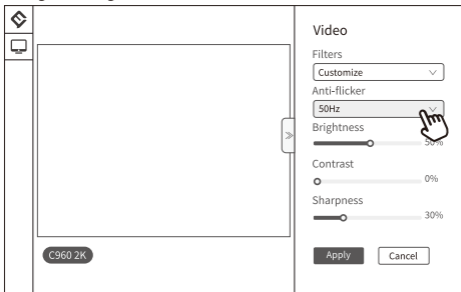 Video
Filters
Customize
Anti-flicker
50Hz
Brightness
50%
Contrast
0%
Sharpness
30%
C960 2K
Apply
Cancel